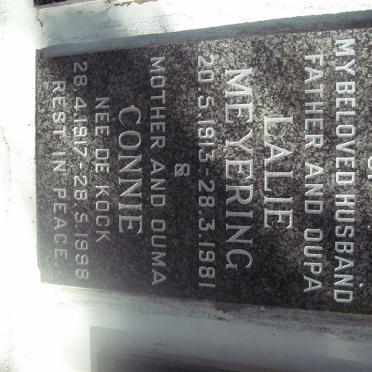 MY BELOVED HUSBAND
FATHER AND OUPA
LALIE
MEYERING
20.5.1913-28.3.1981
&
MOTHER AND OUMA
CONNIE
NEE DE KOCK
28.4.1917-28.5.1998
REST IN PEACE.